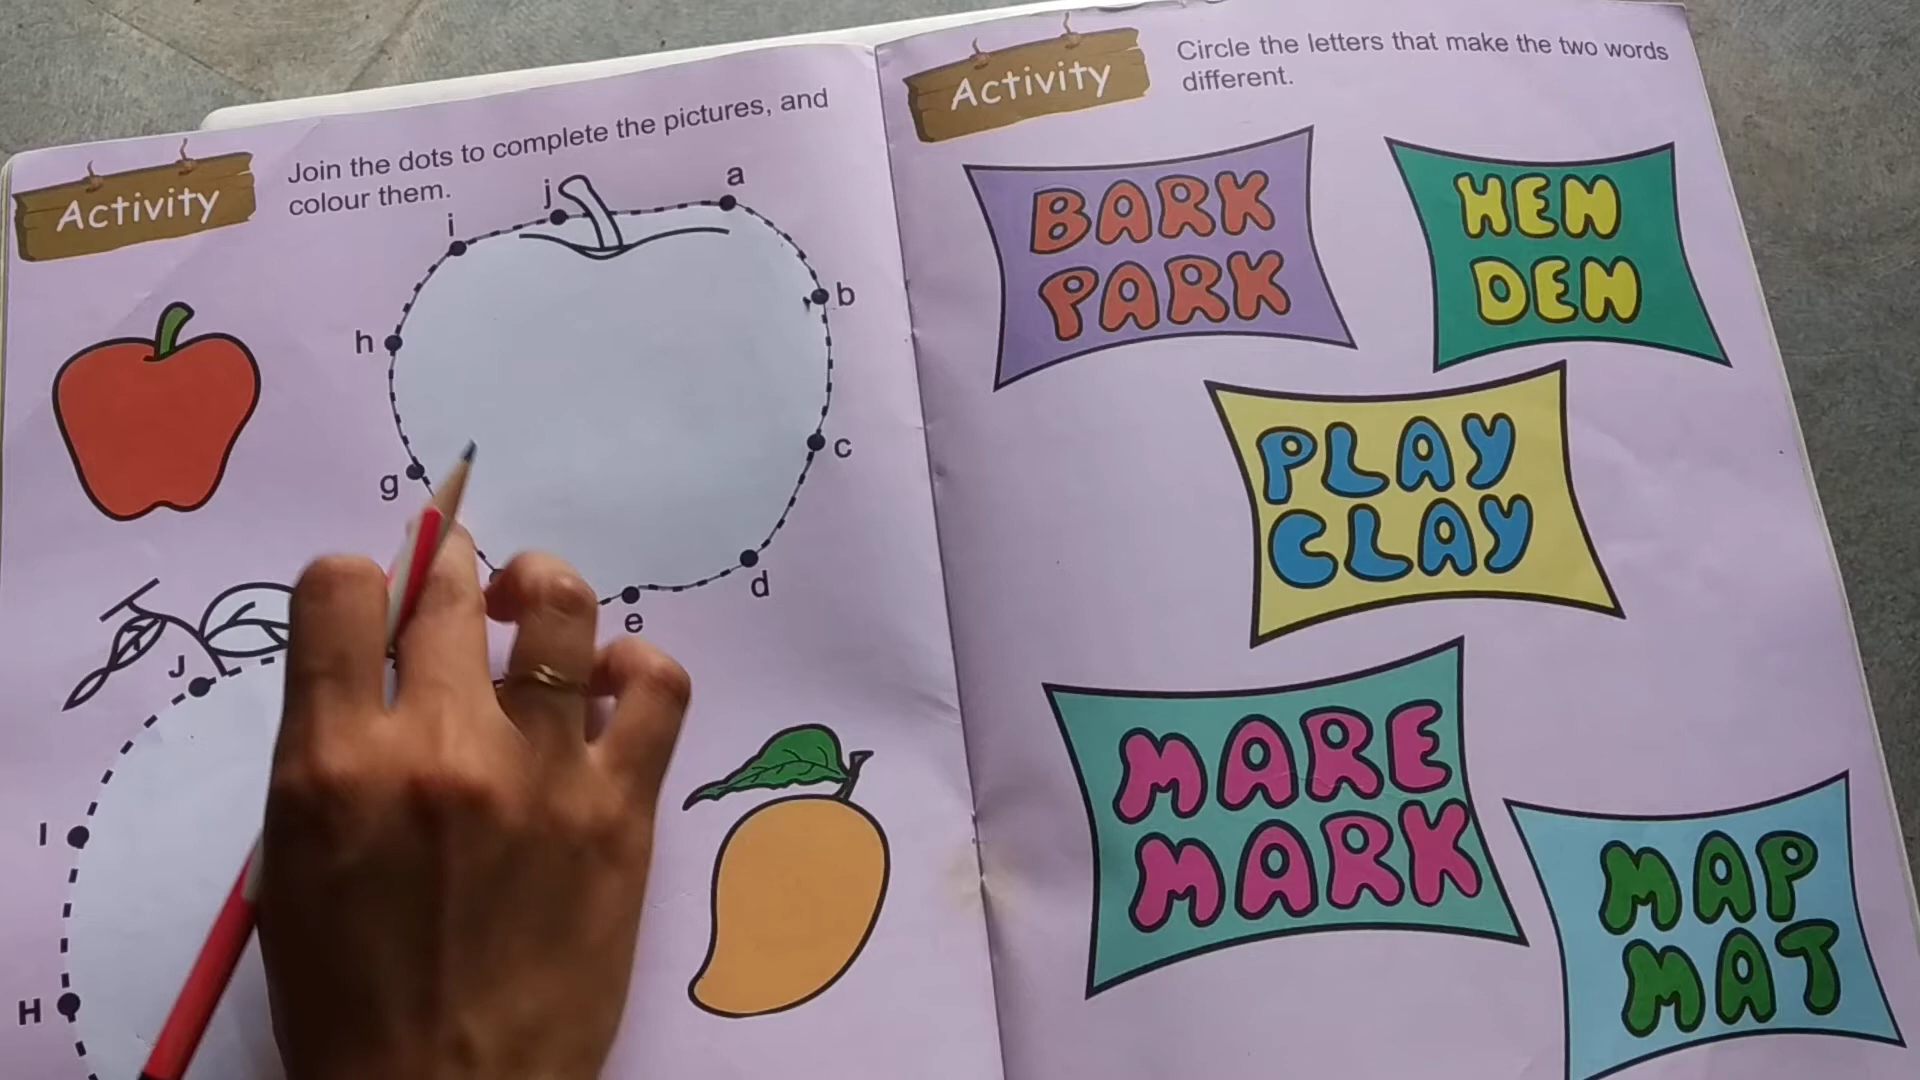 Activity
Join the dots to complete the pictures, and
colour them.
j
a
i
b
h
c
g
d
e
J
I
H
Activity
Circle the letters that make the two words
different.
BARK
PARK
HEN
DEN
PLAY
CLAY
MARE
MARK
MAP
MAT